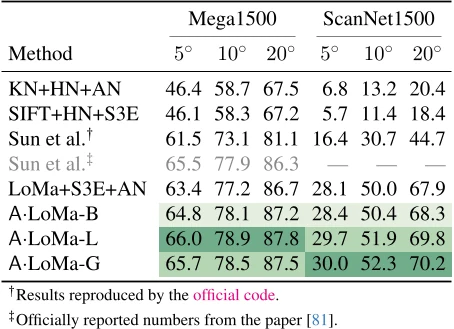 Mega1500 ScanNet1500
Method 5° 10° 20° 5° 10° 20°
KN+HN+AN 46.4 58.7 67.5 6.8 13.2 20.4
SIFT+HN+S3E 46.1 58.3 67.2 5.7 11.4 18.4
Sun et al.† 61.5 73.1 81.1 16.4 30.7 44.7
Sun et al.‡ 65.5 77.9 86.3 — — —
LoMa+S3E+AN 63.4 77.2 86.7 28.1 50.0 67.9
A·LoMa-B 64.8 78.1 87.2 28.4 50.4 68.3
A·LoMa-L 66.0 78.9 87.8 29.7 51.9 69.8
A·LoMa-G 65.7 78.5 87.5 30.0 52.3 70.2
†Results reproduced by the official code.
‡Officially reported numbers from the paper [81].